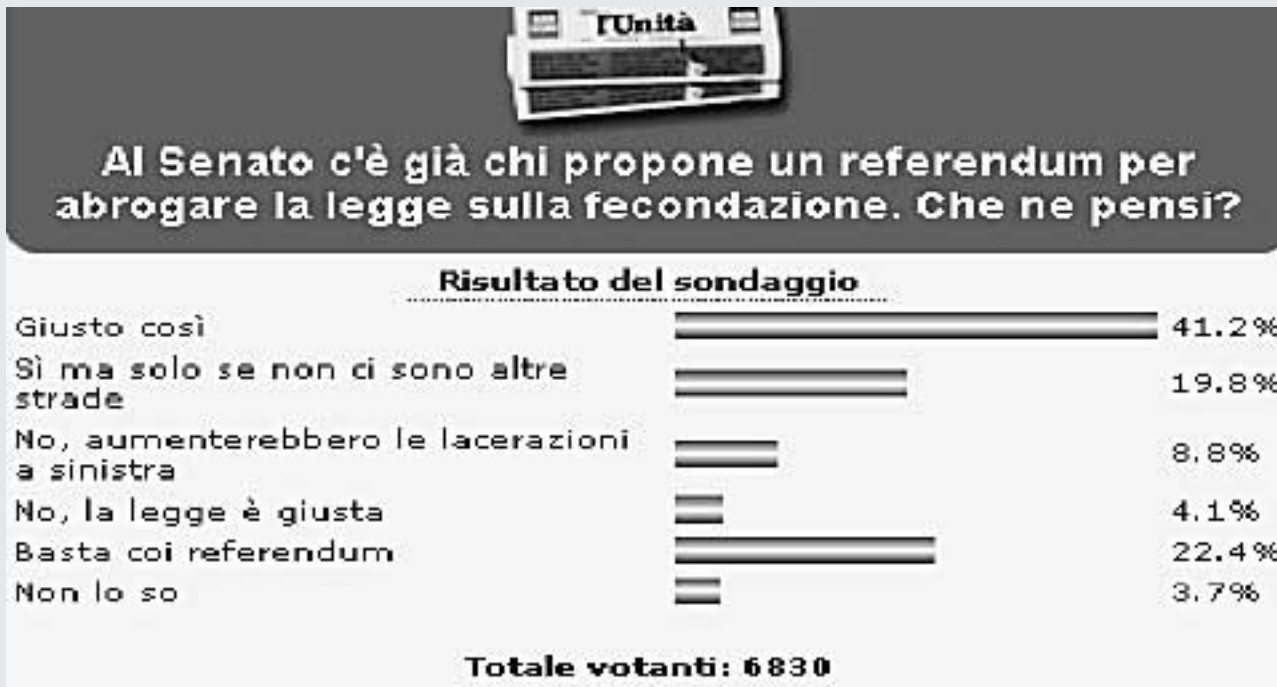 l'Unità
Al Senato c'è già chi propone un referendum per
abrogare la legge sulla fecondazione. Che ne pensi?
Risultato del sondaggio
Giusto così 41.2%
Sì ma solo se non ci sono altre
strade 19.8%
No, aumenterebbero le lacerazioni
a sinistra 8.8%
No, la legge è giusta 4.1%
Basta coi referendum 22.4%
Non lo so 3.7%
Totale votanti: 6830